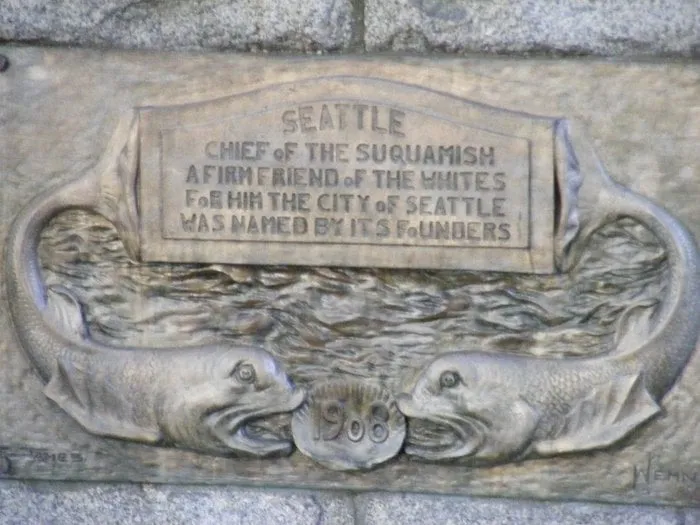 SEATTLE
CHIEF OF THE SUQUAMISH
A FIRM FRIEND OF THE WHITES
FOR HIM THE CITY OF SEATTLE
WAS NAMED BY ITS FOUNDERS
1908
JAMES